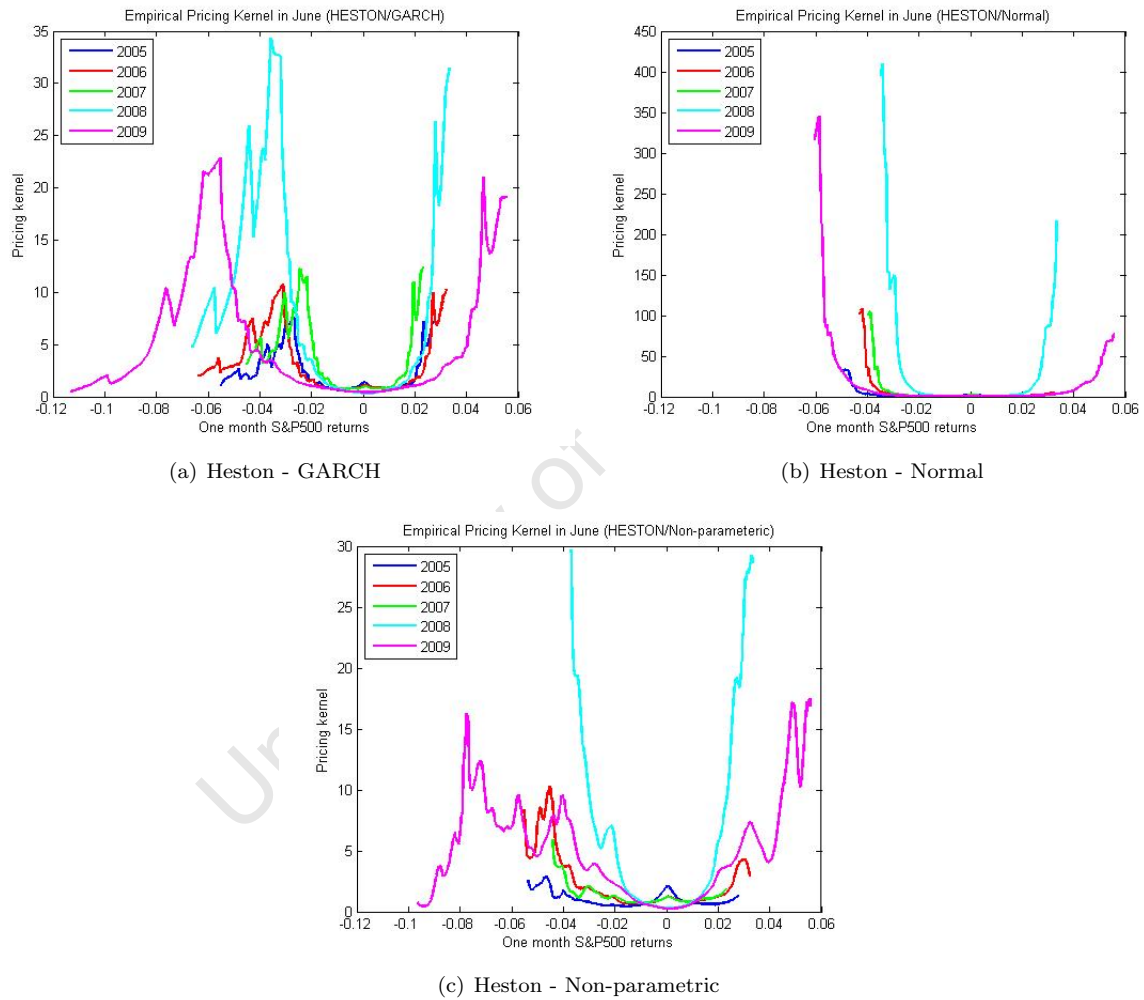 Empirical Pricing Kernel in June (HESTON/GARCH)
35
30
25
20
15
10
5
0
Pricing kernel
2005
2006
2007
2008
2009
-0.12 -0.1 -0.08 -0.06 -0.04 -0.02 0 0.02 0.04 0.06
One month S&P500 returns
(a) Heston - GARCH
Empirical Pricing Kernel in June (HESTON/Normal)
450
400
350
300
250
200
150
100
50
0
Pricing kernel
2005
2006
2007
2008
2009
-0.12 -0.1 -0.08 -0.06 -0.04 -0.02 0 0.02 0.04 0.06
One month S&P500 returns
(b) Heston - Normal
Empirical Pricing Kernel in June (HESTON/Non-parameteric)
30
25
20
15
10
5
0
Pricing kernel
2005
2006
2007
2008
2009
-0.12 -0.1 -0.08 -0.06 -0.04 -0.02 0 0.02 0.04 0.06
One month S&P500 returns
(c) Heston - Non-parametric